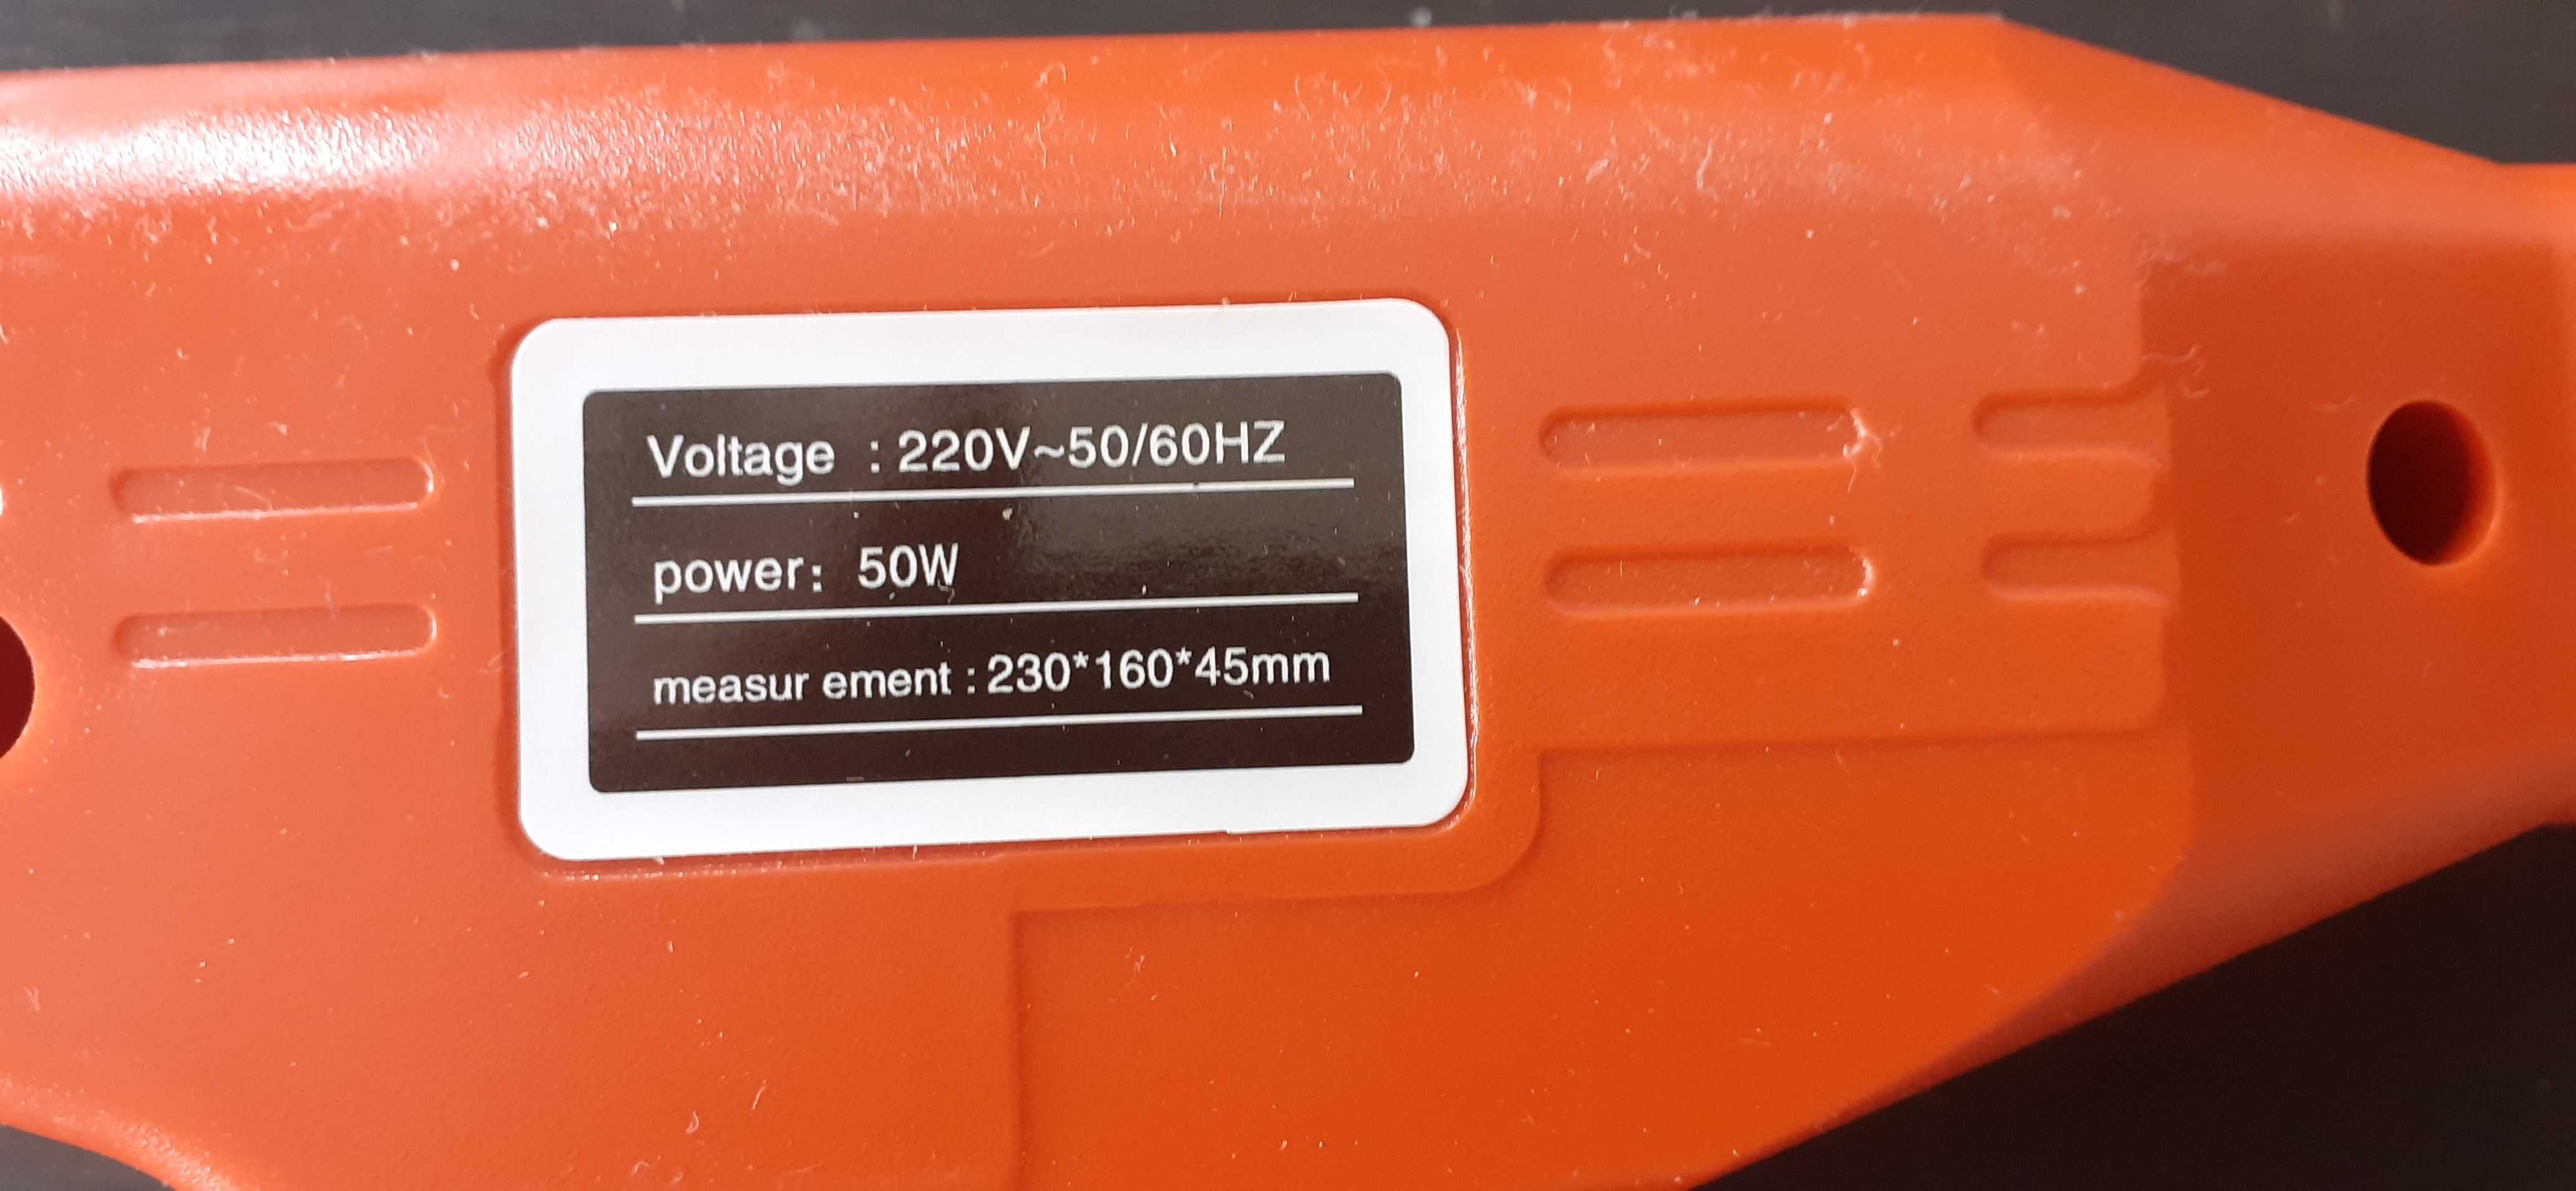 Voltage : 220V~50/60HZ
power: 50W
measur ement : 230*160*45mm